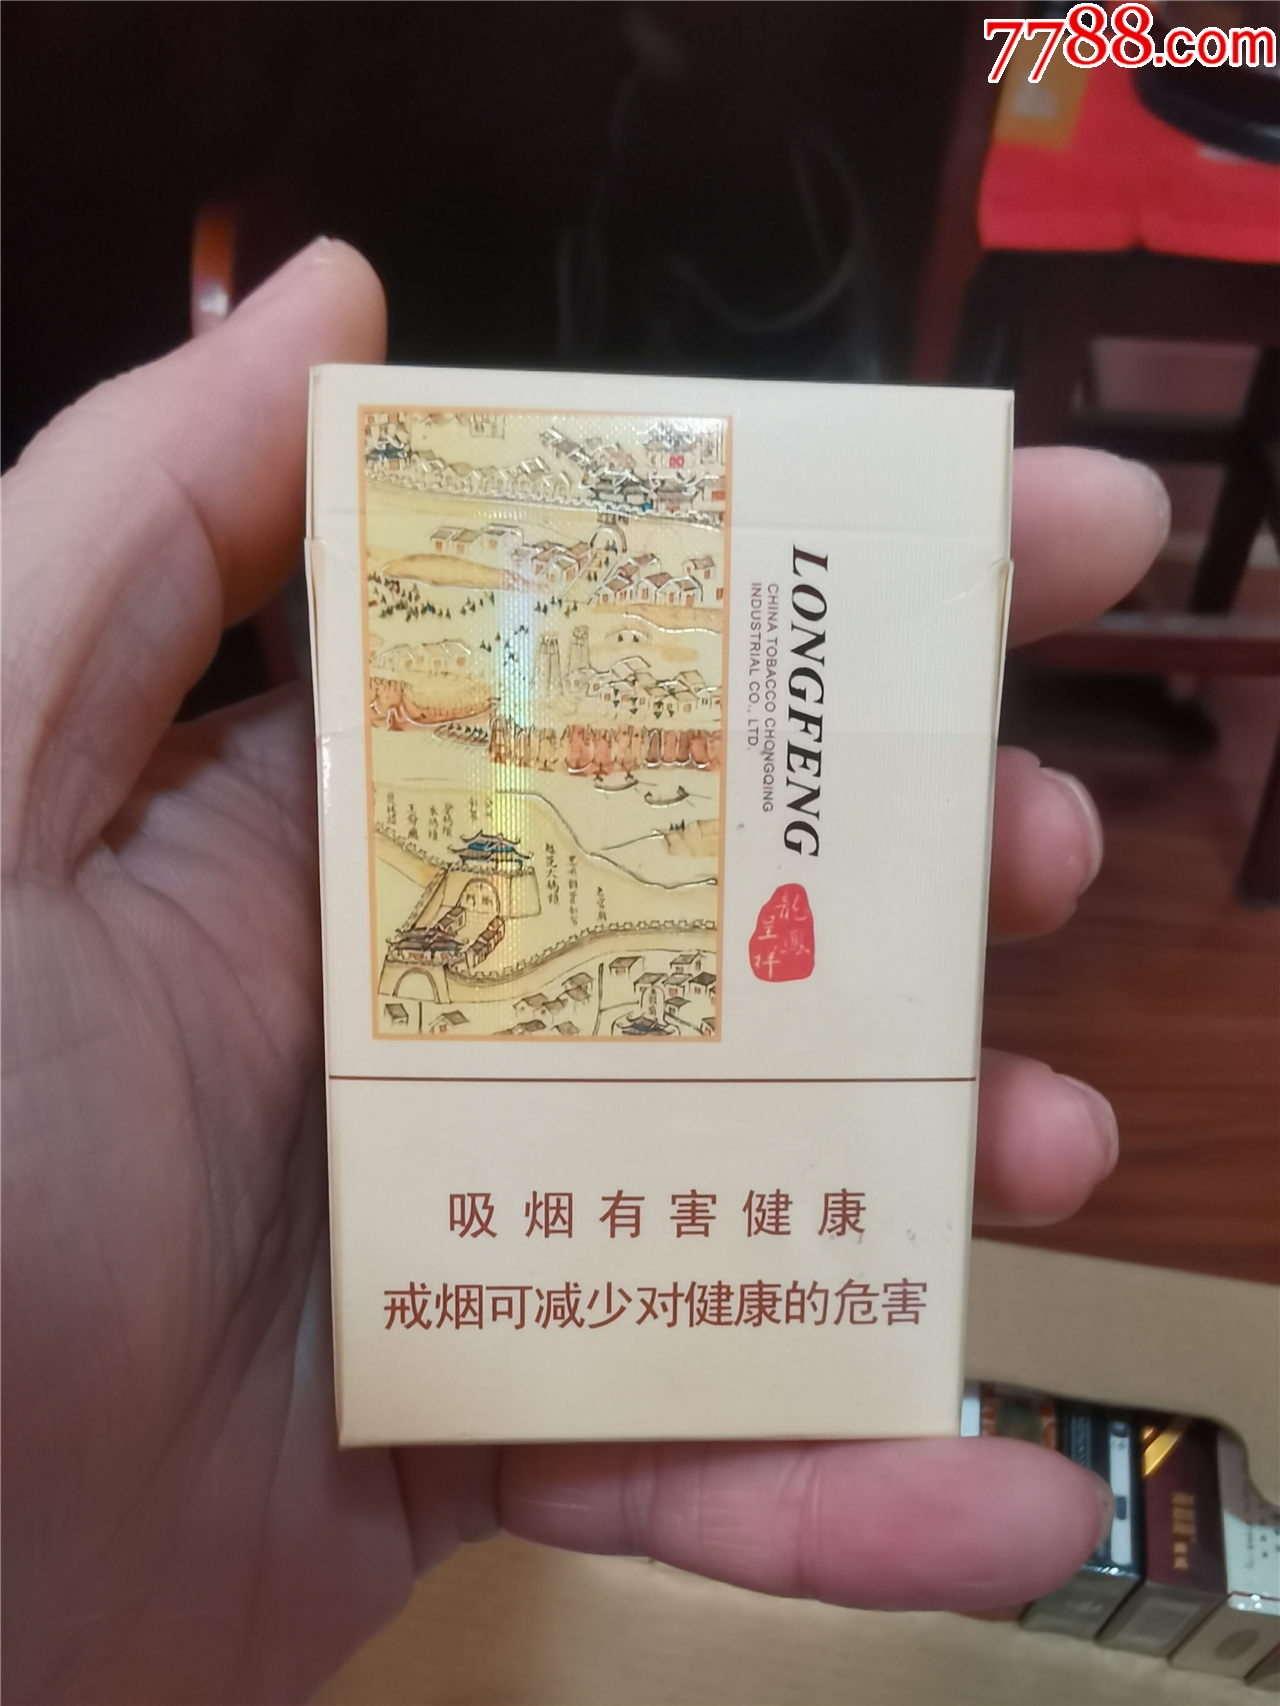 7788.com
LONGFENG
CHINA TOBACCO CHONGQING
INDUSTRIAL CO., LTD.
龍鳳
呈祥
吸烟有害健康
戒烟可减少对健康的危害